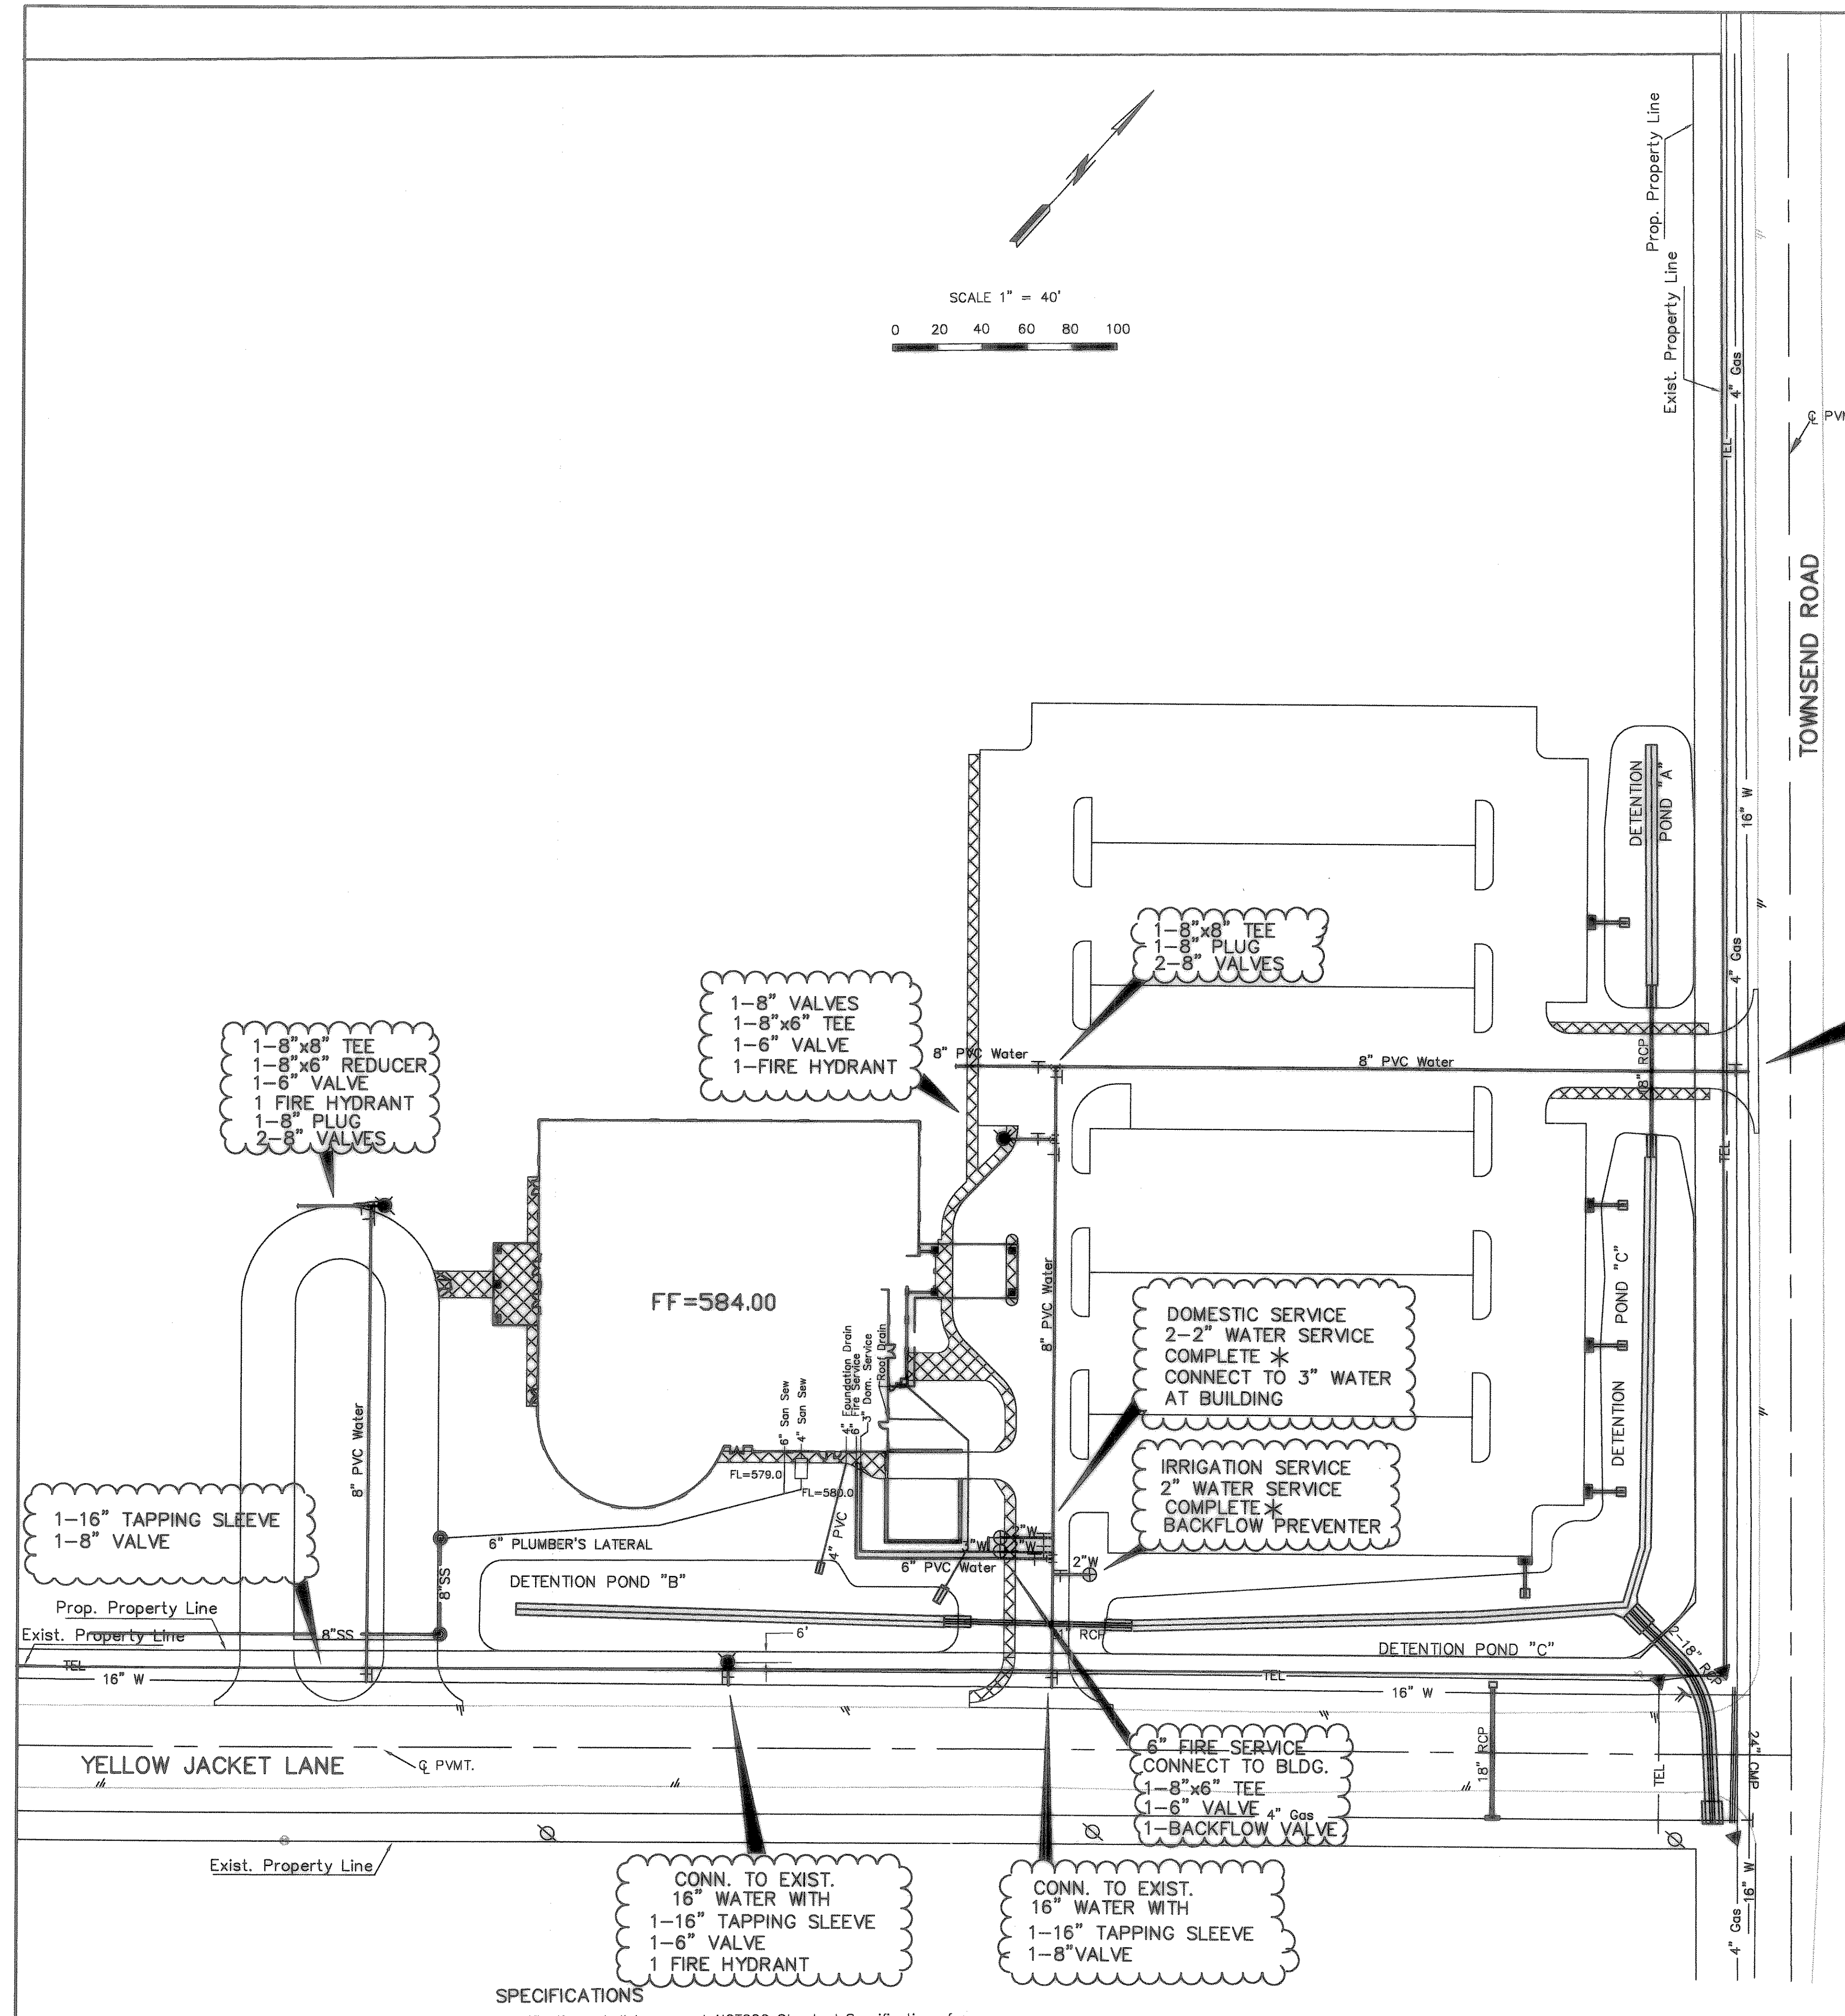 Prop. Property Line
Exist. Property Line
SCALE 1" = 40'
0 20 40 60 80 100
4" Gas
TEL
TOWNSEND ROAD
16" W
DETENTION
POND "A"
1-8"x8" TEE
1-8" PLUG
2-8" VALVES
4" Gas
1-8" VALVES
1-8"x6" TEE
1-6" VALVE
1-FIRE HYDRANT
8" PVC Water
8" PVC Water
TEL
1-8"x8" TEE
1-8"x6" REDUCER
1-6" VALVE
1 FIRE HYDRANT
1-8" PLUG
2-8" VALVES
FF=584.00
8" PVC Water
DETENTION POND "C"
DOMESTIC SERVICE
2-2" WATER SERVICE
COMPLETE *
CONNECT TO 3" WATER
AT BUILDING
6" San Sew
4" San Sew
4" Foundation Drain
6" Fire Service
3" Dom. Service
Roof Drain
FL=579.0
FL=580.0
8" PVC Water
IRRIGATION SERVICE
2" WATER SERVICE
COMPLETE*
BACKFLOW PREVENTER
1-16" TAPPING SLEEVE
1-8" VALVE
6" PLUMBER'S LATERAL
4" PVC
3"W
2"W
2"W
6" PVC Water
DETENTION POND "B"
8"SS
Prop. Property Line
Exist. Property Line
8"SS
6'
RCP
DETENTION POND "C"
2-18" RCP
TEL
16" W
TEL
16" W
YELLOW JACKET LANE
℄ PVMT.
6" FIRE SERVICE
CONNECT TO BLDG.
1-8"x6" TEE
1-6" VALVE
1-BACKFLOW VALVE
4" Gas
18" RCP
TEL
24" CMP
Exist. Property Line
CONN. TO EXIST.
16" WATER WITH
1-16" TAPPING SLEEVE
1-6" VALVE
1 FIRE HYDRANT
CONN. TO EXIST.
16" WATER WITH
1-16" TAPPING SLEEVE
1-8"VALVE
4" Gas
16" W
SPECIFICATIONS